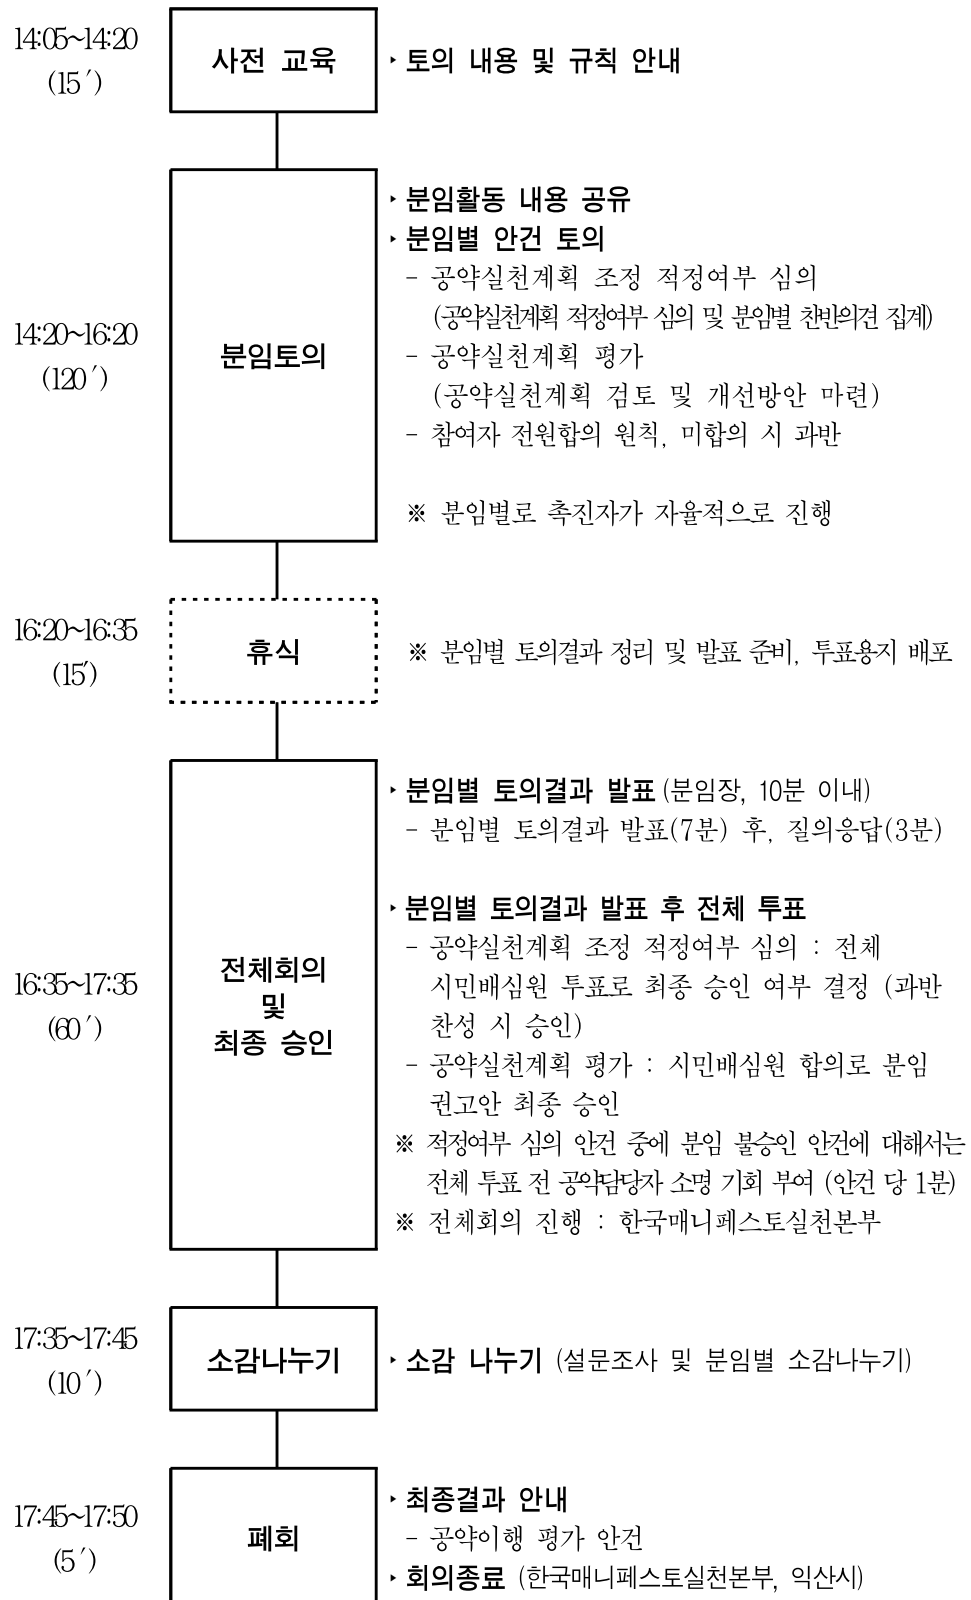 14:05~14:20
(15´)
사전 교육
‣ 토의 내용 및 규칙 안내
14:20~16:20
(120´)
분임토의
‣ 분임활동 내용 공유
‣ 분임별 안건 토의
- 공약실천계획 조정 적정여부 심의
(공약실천계획 적정여부 심의 및 분임별 찬반의견 집계)
- 공약실천계획 평가
(공약실천계획 검토 및 개선방안 마련)
- 참여자 전원합의 원칙, 미합의 시 과반
※ 분임별로 촉진자가 자율적으로 진행
16:20~16:35
(15′)
휴식
※ 분임별 토의결과 정리 및 발표 준비, 투표용지 배포
16:35~17:35
(60´)
전체회의
및
최종 승인
‣ 분임별 토의결과 발표 (분임장, 10분 이내)
- 분임별 토의결과 발표(7분) 후, 질의응답(3분)
‣ 분임별 토의결과 발표 후 전체 투표
- 공약실천계획 조정 적정여부 심의 : 전체
시민배심원 투표로 최종 승인 여부 결정 (과반
찬성 시 승인)
- 공약실천계획 평가 : 시민배심원 합의로 분임
권고안 최종 승인
※ 적정여부 심의 안건 중에 분임 불승인 안건에 대해서는
전체 투표 전 공약담당자 소명 기회 부여 (안건 당 1분)
※ 전체회의 진행 : 한국매니페스토실천본부
17:35~17:45
(10´)
소감나누기
‣ 소감 나누기 (설문조사 및 분임별 소감나누기)
17:45~17:50
(5´)
폐회
‣ 최종결과 안내
- 공약이행 평가 안건
‣ 회의종료 (한국매니페스토실천본부, 익산시)